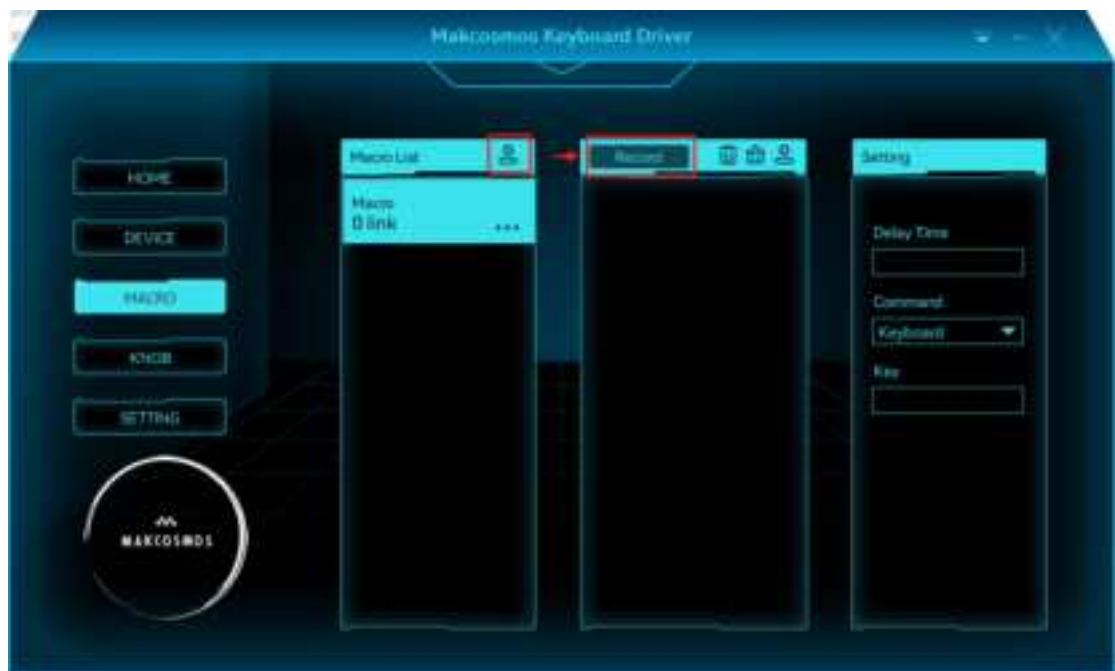 Makcosmos Keyboard Driver
HOME
DEVICE
MACRO
KNOB
SETTING
MAKCOSMOS
Macro List
Macro
0 link
...
Record
Setting
Delay Time
Command
Keyboard
Key